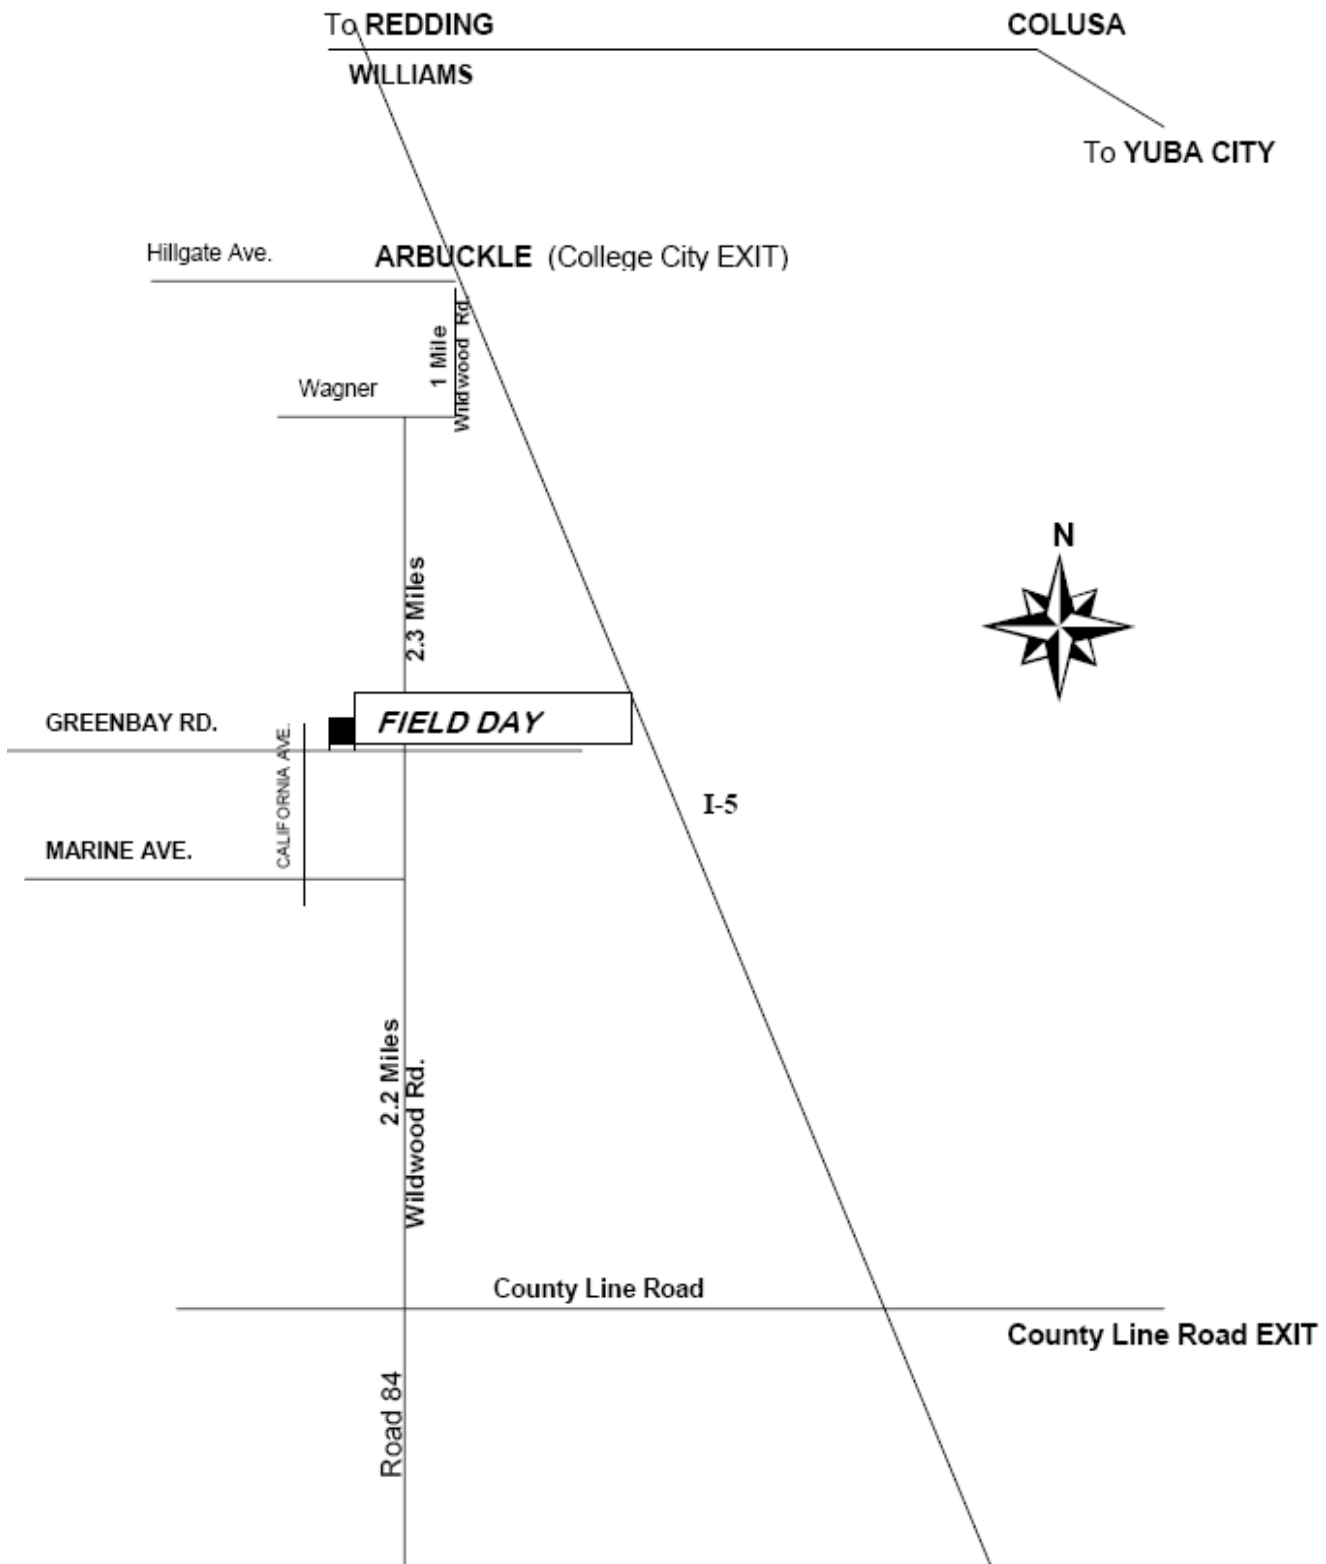 To REDDING
COLUSA
WILLIAMS
To YUBA CITY
Hillgate Ave.
ARBUCKLE (College City EXIT)
1 Mile
Wildwood Rd.
Wagner
2.3 Miles
N
GREENBAY RD.
CALIFORNIA AVE.
FIELD DAY
I-5
MARINE AVE.
2.2 Miles
Wildwood Rd.
County Line Road
County Line Road EXIT
Road 84